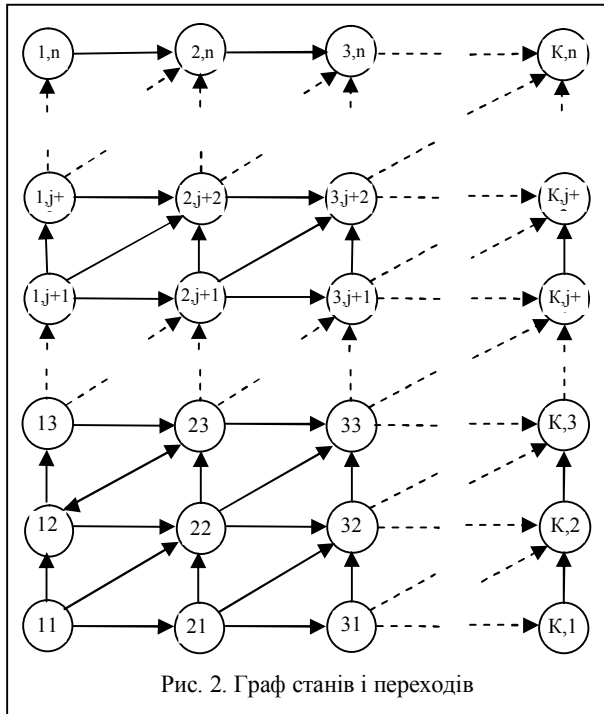 1,n 2,n 3,n К,n
1,j+ 2,j+2 3,j+2 К,j+
1,j+1 2,j+1 3,j+1 К,j+
13 23 33 К,3
12 22 32 К,2
11 21 31 К,1
Рис. 2. Граф станів і переходів